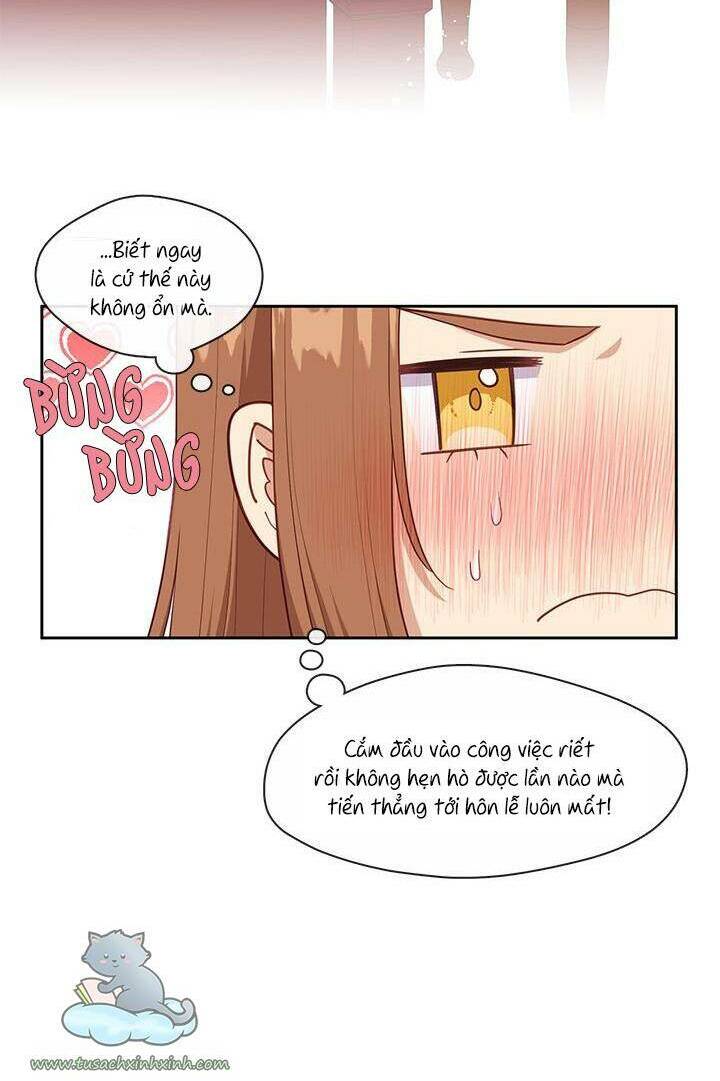 ...Biết ngay
là cứ thế này
không ổn mà.
BỪNG
BỪNG
Cắm đầu vào công việc riết
rồi không hẹn hò được lần nào mà
tiến thẳng tới hôn lễ luôn mất!
www.tusachxinhxinh.com